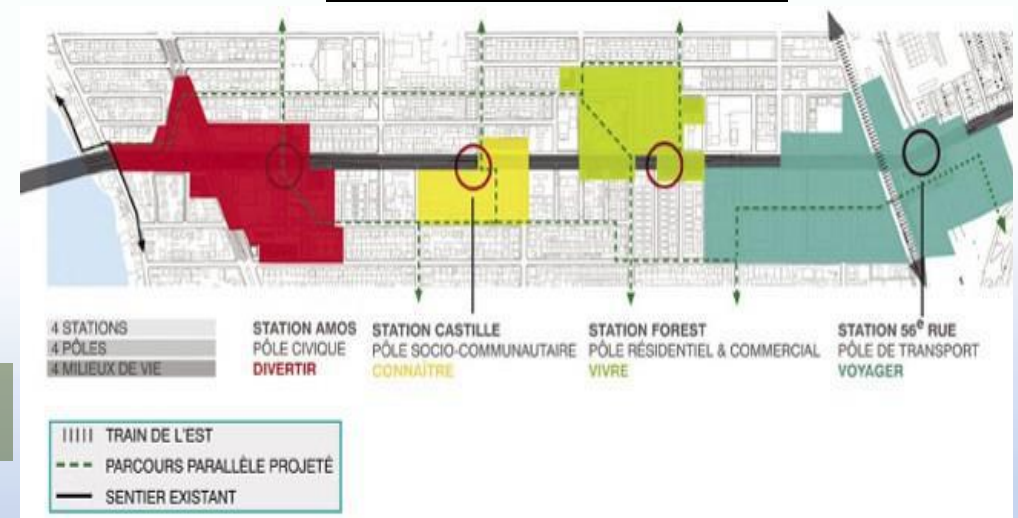 4 STATIONS
4 PÔLES
4 MILIEUX DE VIE
STATION AMOS
PÔLE CIVIQUE
DIVERTIR
STATION CASTILLE
PÔLE SOCIO-COMMUNAUTAIRE
CONNAÎTRE
STATION FOREST
PÔLE RÉSIDENTIEL & COMMERCIAL
VIVRE
STATION 56e RUE
PÔLE DE TRANSPORT
VOYAGER
TRAIN DE L'EST
PARCOURS PARALLÈLE PROJETÉ
SENTIER EXISTANT